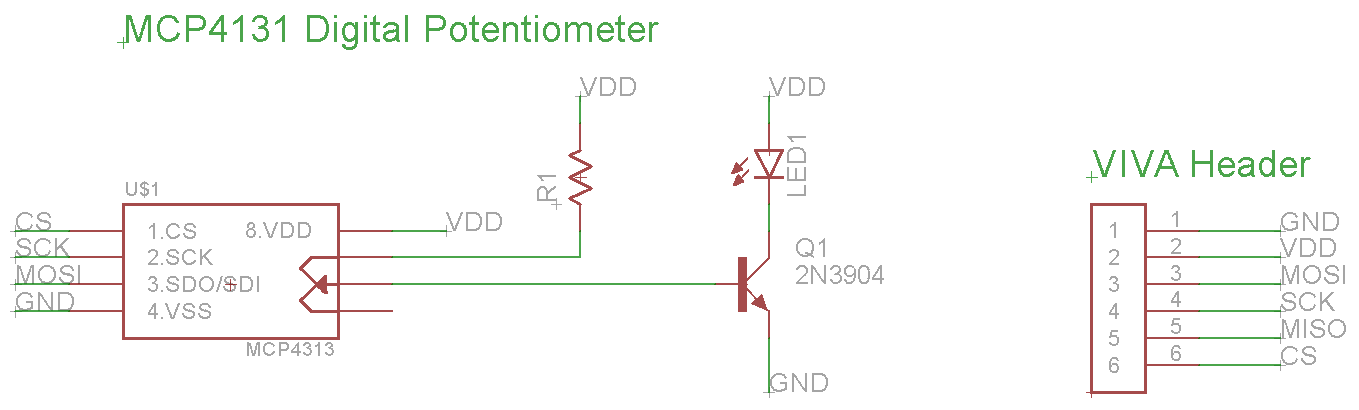 MCP4131 Digital Potentiometer
VDD
VDD
R1
LED1
VIVA Header
U$1
CS
SCK
MOSI
GND
1.CS
2.SCK
3.SDO/SDI
4.VSS
8.VDD
VDD
MCP4313
Q1
2N3904
GND
1
2
3
4
5
6
1
2
3
4
5
6
GND
VDD
MOSI
SCK
MISO
CS